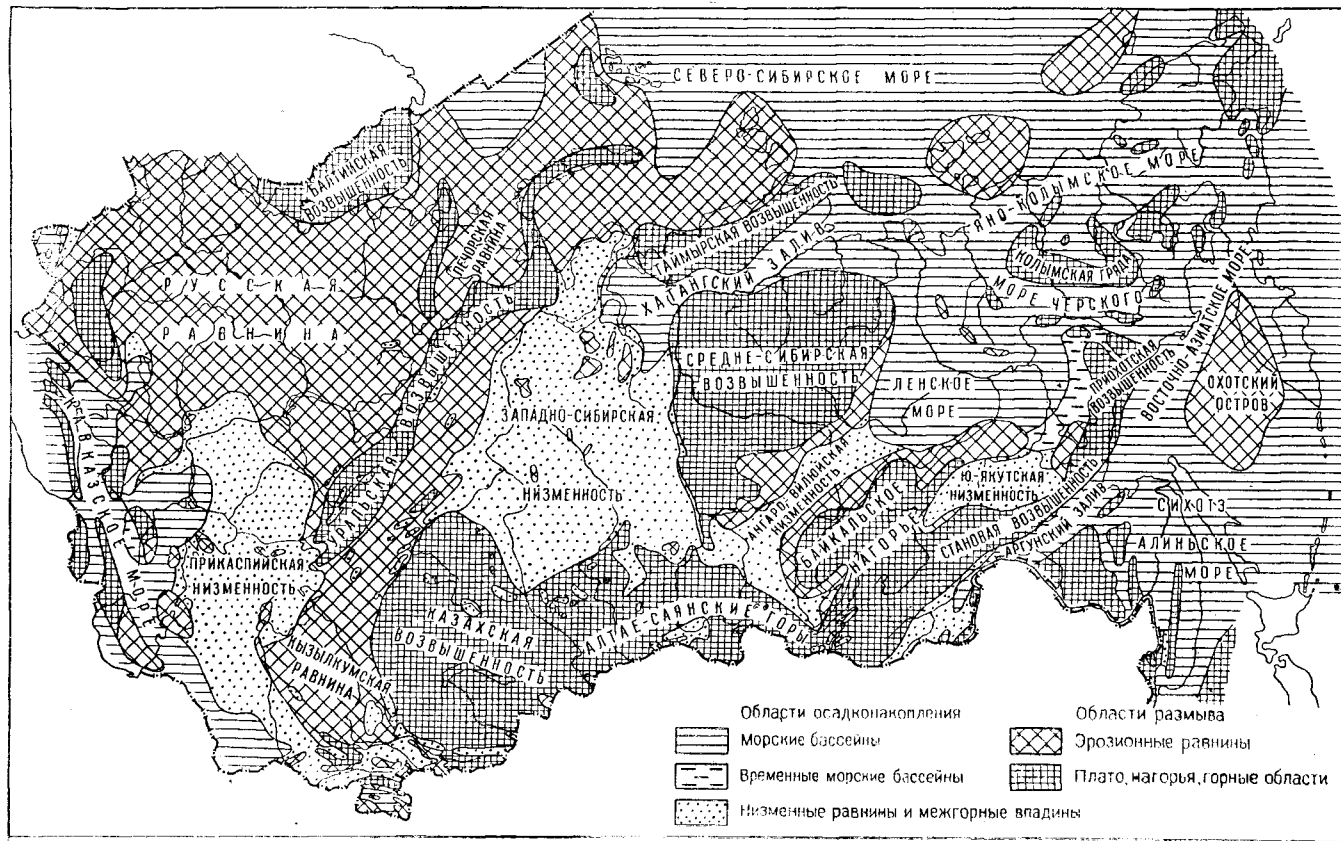 СЕВЕРО-СИБИРСКОЕ МОРЕ
БАЛТИЙСКАЯ
ВОЗВЫШЕННОСТЬ
ПЕЧОРСКАЯ
РАВНИНА
ТАЙМЫРСКАЯ ВОЗВЫШЕННОСТЬ
ХАТАНГСКИЙ ЗАЛИВ
ЯНО-КОЛЫМСКОЕ МОРЕ
КОЛЫМСКАЯ ГРЯДА
МОРЕ ЧЕРСКОГО
РУССКАЯ
РАВНИНА
УРАЛЬСКАЯ ВОЗВЫШЕННОСТЬ
СРЕДНЕ-СИБИРСКАЯ
ВОЗВЫШЕННОСТЬ
ЛЕНСКОЕ
МОРЕ
ПРИОХОТСКАЯ
ВОЗВЫШЕННОСТЬ
ВОСТОЧНО-АЗИАТСКОЕ МОРЕ
ОХОТСКИЙ
ОСТРОВ
КАВКАЗСКОЕ МОРЕ
ЗАПАДНО-СИБИРСКАЯ
НИЗМЕННОСТЬ
АНГАРО-ВИЛЮЙСКАЯ
НИЗМЕННОСТЬ
БАЙКАЛЬСКОЕ
НАГОРЬЕ
Ю.-ЯКУТСКАЯ
НИЗМЕННОСТЬ
СТАНОВАЯ ВОЗВЫШЕННОСТЬ
АРГУНСКИЙ ЗАЛИВ
СИХОТЭ
АЛИНЬСКОЕ
МОРЕ
ПРИКАСПИЙСКАЯ
НИЗМЕННОСТЬ
КАЗАХСКАЯ
ВОЗВЫШЕННОСТЬ
АЛТАЕ-САЯНСКИЕ ГОРЫ
КЫЗЫЛКУМСКАЯ
РАВНИНА
Области осадконакопления
Морские бассейны
Временные морские бассейны
Низменные равнины и межгорные впадины
Области размыва
Эрозионные равнины
Плато, нагорья, горные области